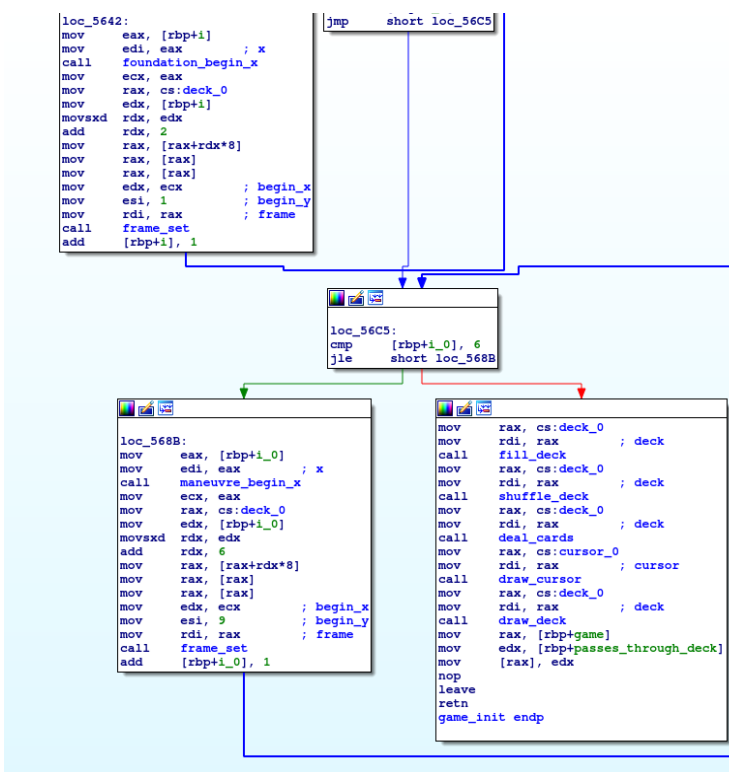 loc_5642:
mov eax, [rbp+i]
mov edi, eax ; x
call foundation_begin_x
mov ecx, eax
mov rax, cs:deck_0
mov edx, [rbp+i]
movsxd rdx, edx
add rdx, 2
mov rax, [rax+rdx*8]
mov rax, [rax]
mov rax, [rax]
mov edx, ecx ; begin_x
mov esi, 1 ; begin_y
mov rdi, rax ; frame
call frame_set
add [rbp+i], 1
jmp short loc_56C5
loc_56C5:
cmp [rbp+i_0], 6
jle short loc_568B
loc_568B:
mov eax, [rbp+i_0]
mov edi, eax ; x
call maneuvre_begin_x
mov ecx, eax
mov rax, cs:deck_0
mov edx, [rbp+i_0]
movsxd rdx, edx
add rdx, 6
mov rax, [rax+rdx*8]
mov rax, [rax]
mov rax, [rax]
mov edx, ecx ; begin_x
mov esi, 9 ; begin_y
mov rdi, rax ; frame
call frame_set
add [rbp+i_0], 1
mov rax, cs:deck_0
mov rdi, rax ; deck
call fill_deck
mov rax, cs:deck_0
mov rdi, rax ; deck
call shuffle_deck
mov rax, cs:deck_0
mov rdi, rax ; deck
call deal_cards
mov rax, cs:cursor_0
mov rdi, rax ; cursor
call draw_cursor
mov rax, cs:deck_0
mov rdi, rax ; deck
call draw_deck
mov rax, [rbp+game]
mov edx, [rbp+passes_through_deck]
mov [rax], edx
nop
leave
retn
game_init endp